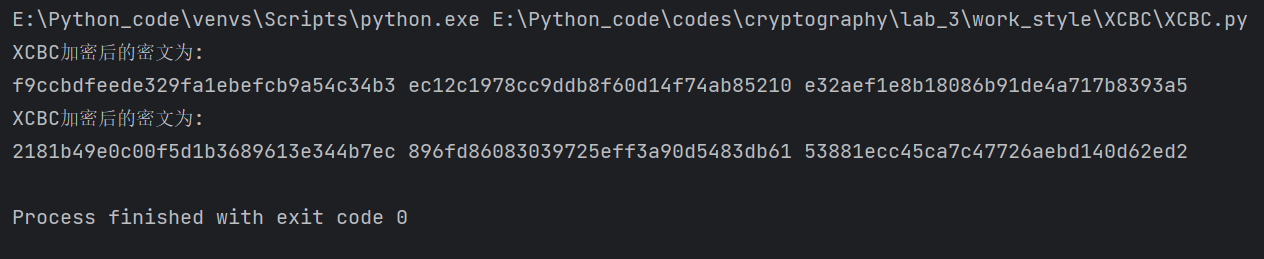 E:\Python_code\venvs\Scripts\python.exe E:\Python_code\codes\cryptography\lab_3\work_style\XCBC\XCBC.py
XCBC加密后的密文为:
f9ccbdfeede329fa1ebefcb9a54c34b3 ec12c1978cc9ddb8f60d14f74ab85210 e32aef1e8b18086b91de4a717b8393a5
XCBC加密后的密文为:
2181b49e0c00f5d1b3689613e344b7ec 896fd86083039725eff3a90d5483db61 53881ecc45ca7c47726aebd140d62ed2
Process finished with exit code 0